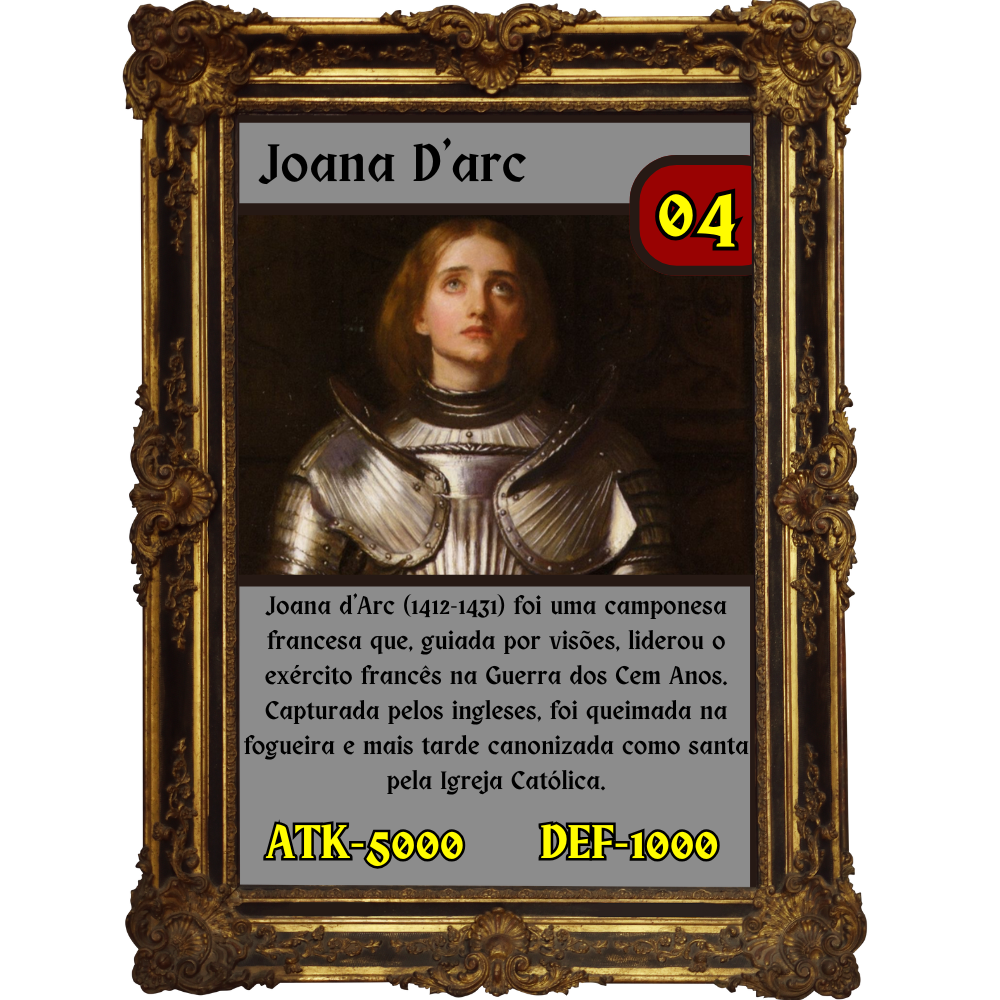 Joana D'arc
04
Joana d'Arc (1412-1431) foi uma camponesa
francesa que, guiada por visões, liderou o
exército francês na Guerra dos Cem Anos.
Capturada pelos ingleses, foi queimada na
fogueira e mais tarde canonizada como santa
pela Igreja Católica.
ATK-5000 DEF-1000